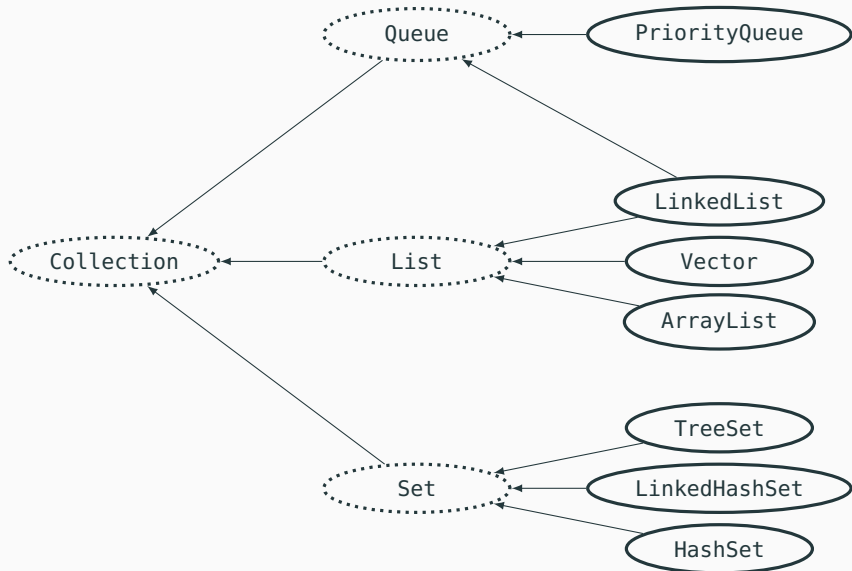 Queue
PriorityQueue
LinkedList
Collection
List
Vector
ArrayList
TreeSet
Set
LinkedHashSet
HashSet